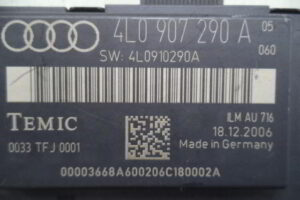 4L0 907 290 A 05
060
SW: 4L0910290A
TEMIC
ILM AU 716
18.12.2006
0033 TFJ 0001
Made in Germany
00003668A600206C180002A